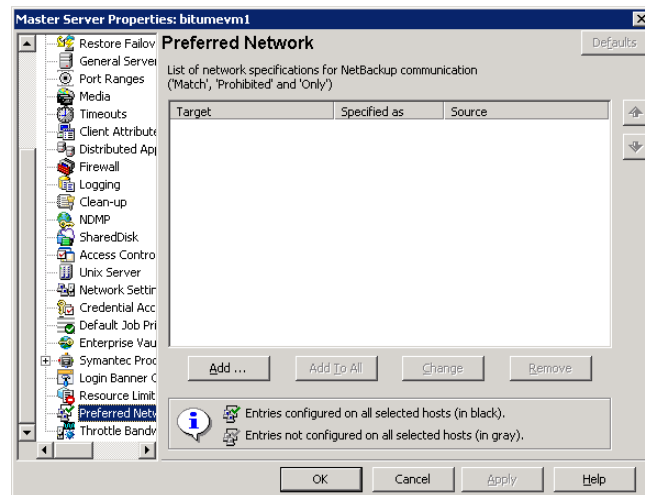 Master Server Properties: bitumevm1
Restore Failov
General Server
Port Ranges
Media
Timeouts
Client Attribute
Distributed App
Firewall
Logging
Clean-up
NDMP
SharedDisk
Access Contro
Unix Server
Network Settin
Credential Acc
Default Job Pri
Enterprise Vau
Symantec Proc
Login Banner C
Resource Limit
Preferred Netw
Throttle Bandw
Preferred Network
Defaults
List of network specifications for NetBackup communication
('Match', 'Prohibited' and 'Only')
Target Specified as Source
Add ... Add To All Change Remove
Entries configured on all selected hosts (in black).
Entries not configured on all selected hosts (in gray).
OK Cancel Apply Help